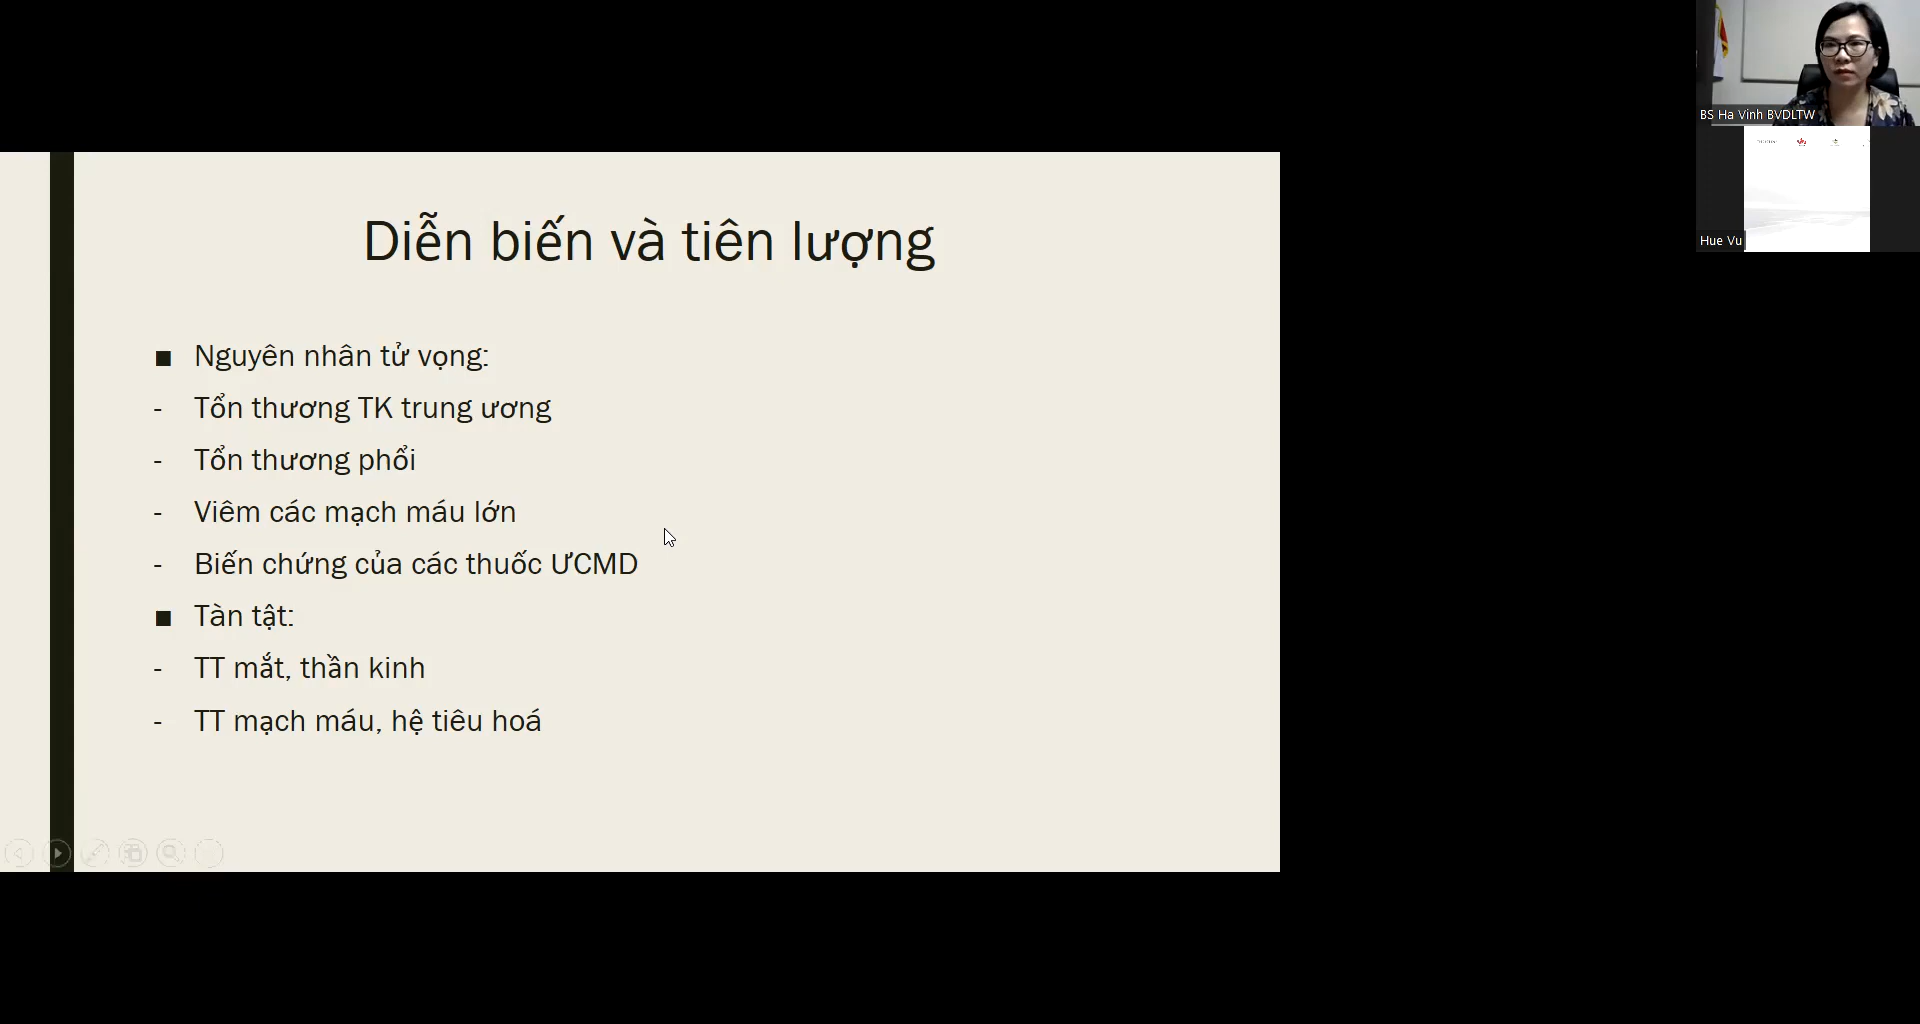 Diễn biến và tiên lượng
■ Nguyên nhân tử vọng:
- Tổn thương TK trung ương
- Tổn thương phổi
- Viêm các mạch máu lớn
- Biến chứng của các thuốc ƯCMD
■ Tàn tật:
- TT mắt, thần kinh
- TT mạch máu, hệ tiêu hoá
BS Ha Vinh BVDLTW
Hue Vu